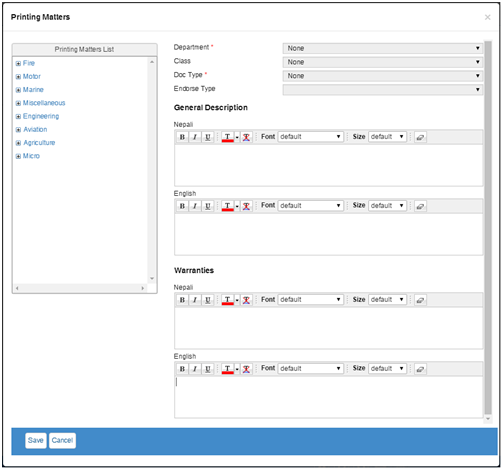 Printing Matters ×
Printing Matters List
Fire
Motor
Marine
Miscellaneous
Engineering
Aviation
Agriculture
Micro
Department * None
Class None
Doc Type * None
Endorse Type
General Description
Nepali
B I U T T Font default Size default
English
B I U T T Font default Size default
Warranties
Nepali
B I U T T Font default Size default
English
B I U T T Font default Size default
Save Cancel